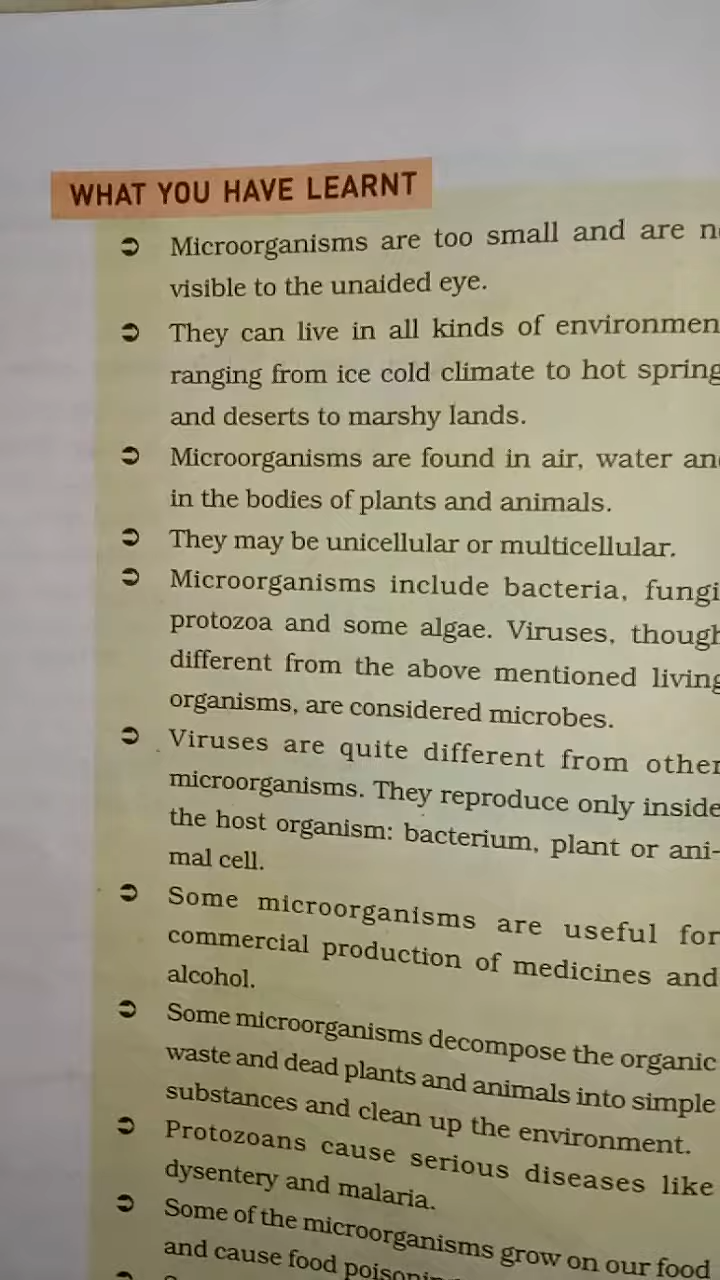 WHAT YOU HAVE LEARNT
➲ Microorganisms are too small and are
visible to the unaided eye.
➲ They can live in all kinds of environmen
ranging from ice cold climate to hot spring
and deserts to marshy lands.
➲ Microorganisms are found in air, water an
in the bodies of plants and animals.
➲ They may be unicellular or multicellular.
➲ Microorganisms include bacteria, fungi
protozoa and some algae. Viruses, though
different from the above mentioned living
organisms, are considered microbes.
➲ Viruses are quite different from other
microorganisms. They reproduce only inside
the host organism: bacterium, plant or ani-
mal cell.
➲ Some microorganisms are useful for
commercial production of medicines and
alcohol.
➲ Some microorganisms decompose the organic
waste and dead plants and animals into simple
substances and clean up the environment.
➲ Protozoans cause serious diseases like
dysentery and malaria.
➲ Some of the microorganisms grow on our food
and cause food